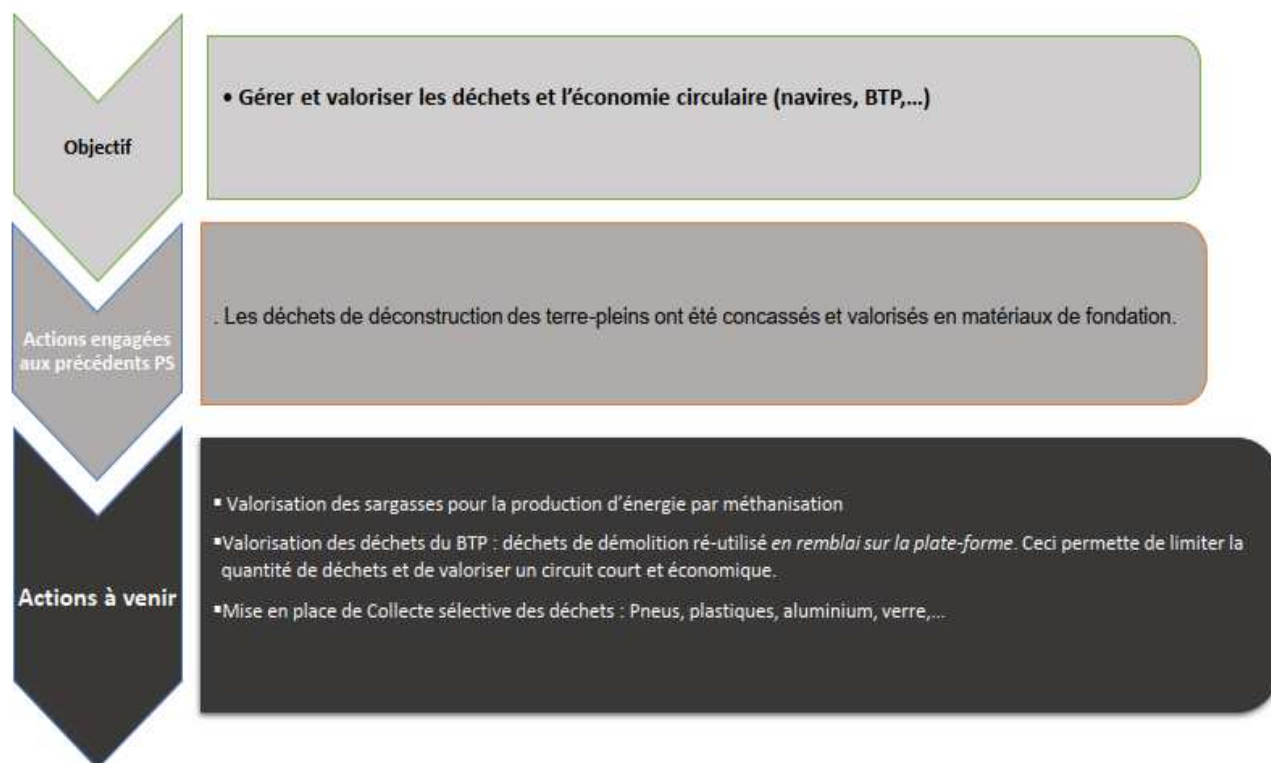 Objectif
• Gérer et valoriser les déchets et l'économie circulaire (navires, BTP,...)
Actions engagées
aux précédents PS
. Les déchets de déconstruction des terre-pleins ont été concassés et valorisés en matériaux de fondation.
Actions à venir
▪ Valorisation des sargasses pour la production d'énergie par méthanisation
▪Valorisation des déchets du BTP : déchets de démolition ré-utilisé en remblai sur la plate-forme. Ceci permette de limiter la
quantité de déchets et de valoriser un circuit court et économique.
▪Mise en place de Collecte sélective des déchets : Pneus, plastiques, aluminium, verre,...